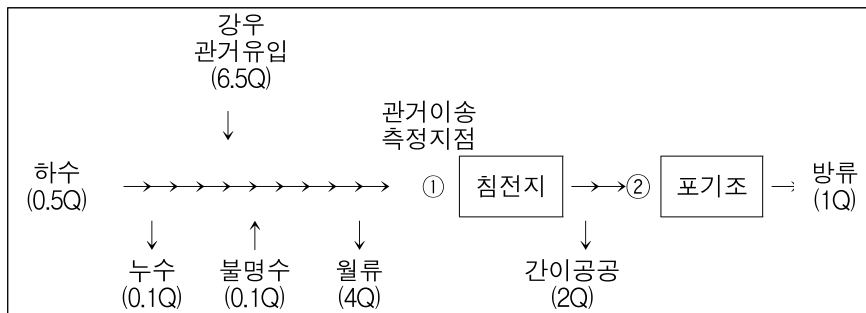 강우
관거유입
(6.5Q)
관거이송
측정지점
하수
(0.5Q)
①
침전지
②
포기조
방류
(1Q)
누수
(0.1Q)
불명수
(0.1Q)
월류
(4Q)
간이공공
(2Q)